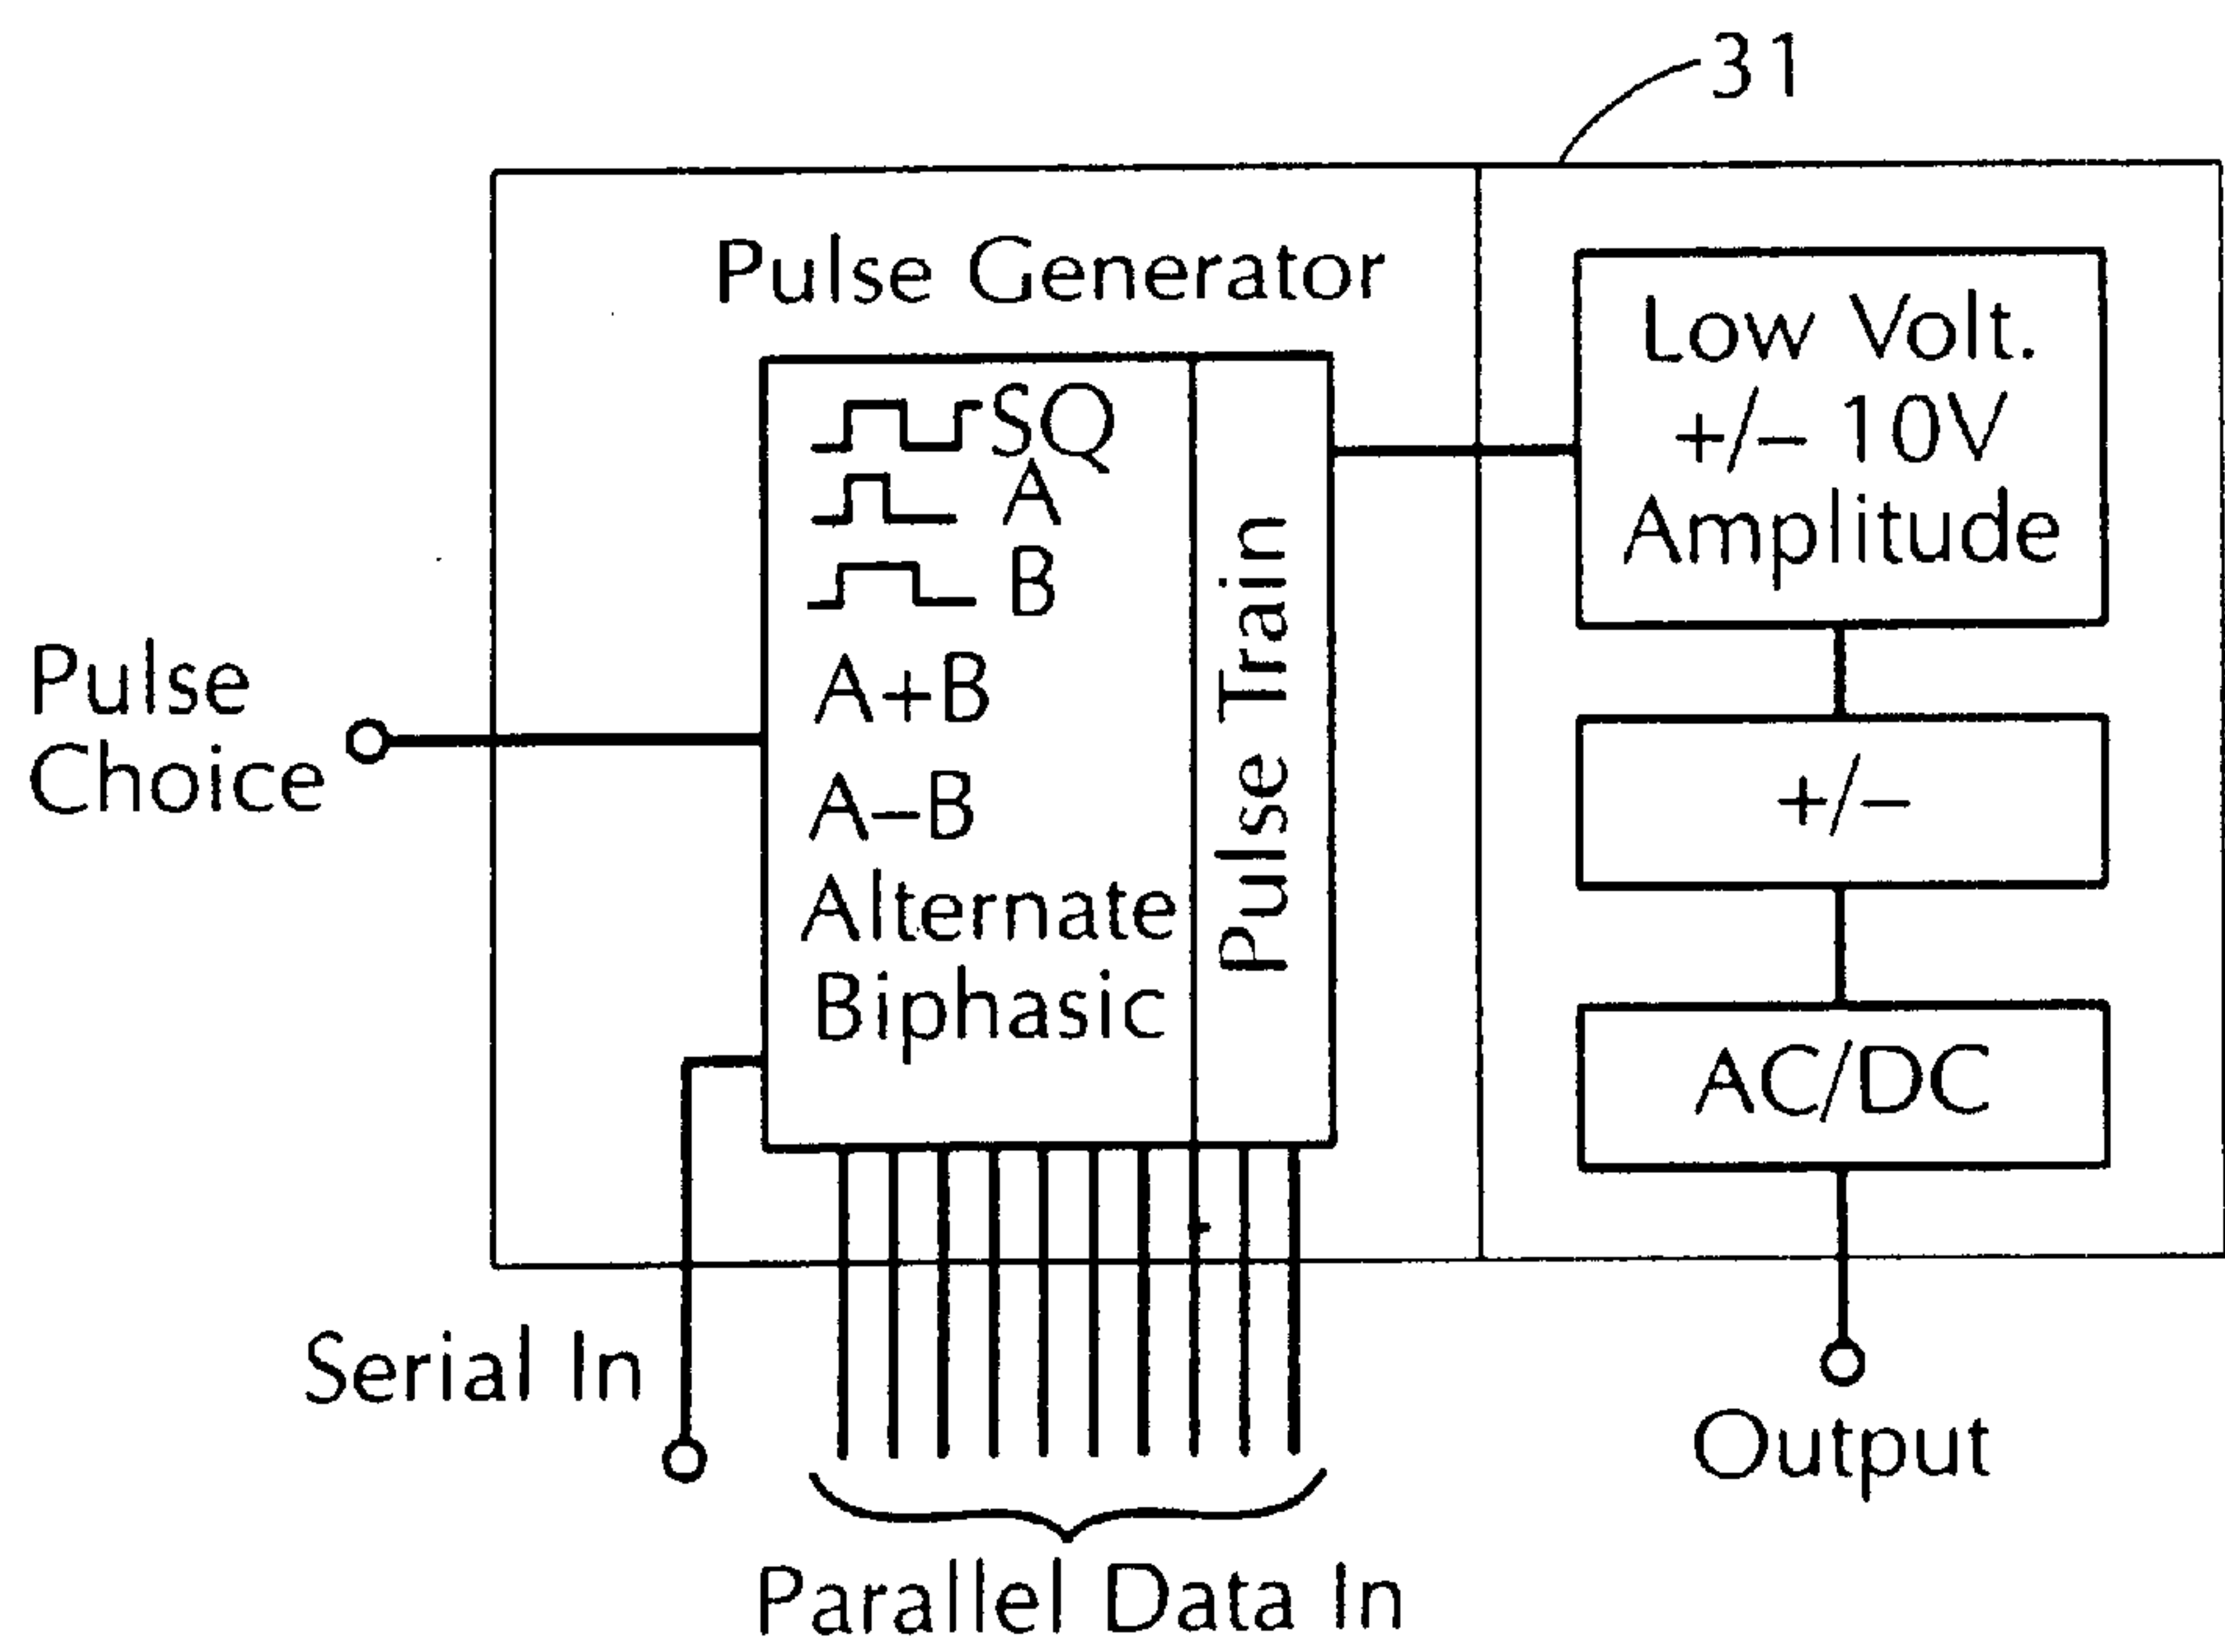 31
Pulse Generator
SQ
A
B
A+B
A–B
Alternate
Biphasic
Pulse Train
Low Volt.
+/– 10V
Amplitude
+/–
AC/DC
Pulse
Choice
Serial In
Parallel Data In
Output